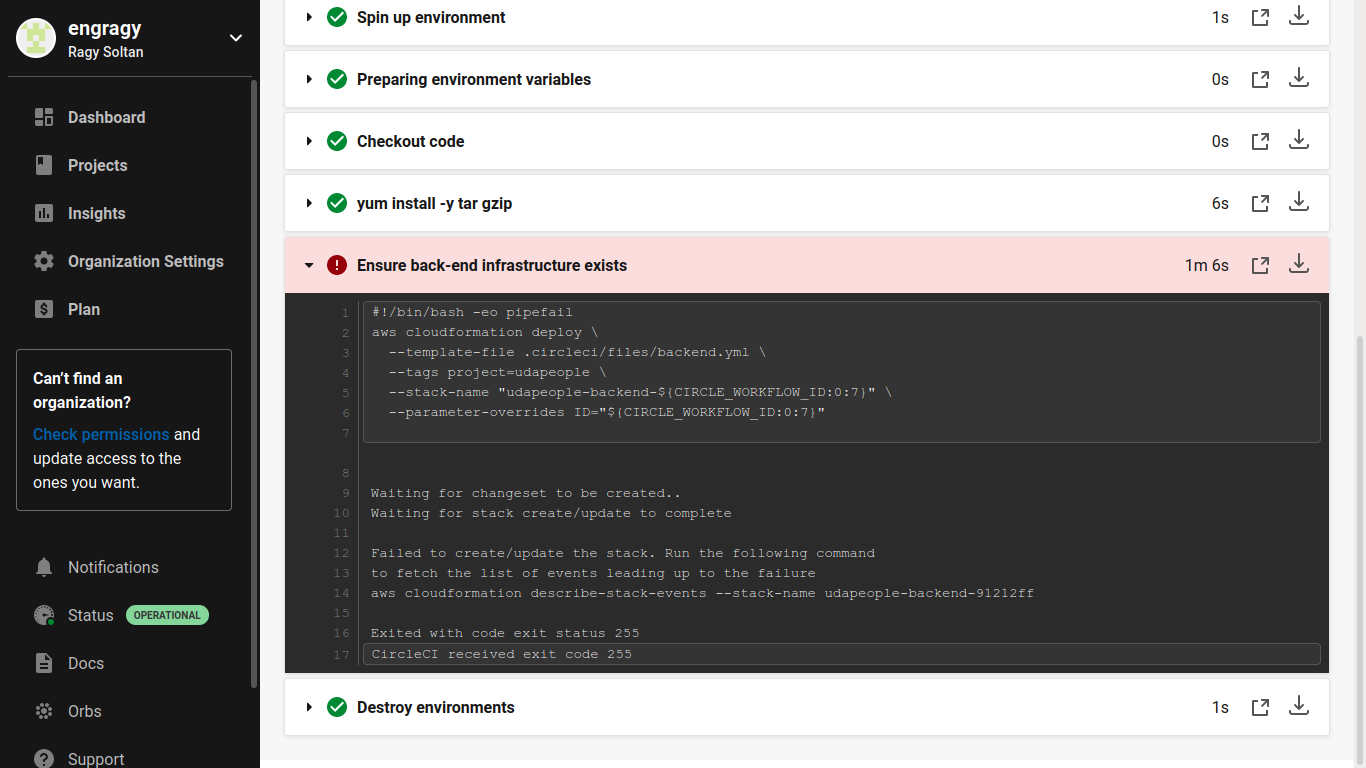 engragy
Ragy Soltan
Dashboard
Projects
Insights
Organization Settings
Plan
Can't find an
organization?
Check permissions and
update access to the
ones you want.
Notifications
Status OPERATIONAL
Docs
Orbs
Support
Spin up environment 1s
Preparing environment variables 0s
Checkout code 0s
yum install -y tar gzip 6s
Ensure back-end infrastructure exists 1m 6s
1 #!/bin/bash -eo pipefail
2 aws cloudformation deploy \
3 --template-file .circleci/files/backend.yml \
4 --tags project=udapeople \
5 --stack-name "udapeople-backend-${CIRCLE_WORKFLOW_ID:0:7}" \
6 --parameter-overrides ID="${CIRCLE_WORKFLOW_ID:0:7}"
7
8
9 Waiting for changeset to be created..
10 Waiting for stack create/update to complete
11
12 Failed to create/update the stack. Run the following command
13 to fetch the list of events leading up to the failure
14 aws cloudformation describe-stack-events --stack-name udapeople-backend-91212ff
15
16 Exited with code exit status 255
17 CircleCI received exit code 255
Destroy environments 1s